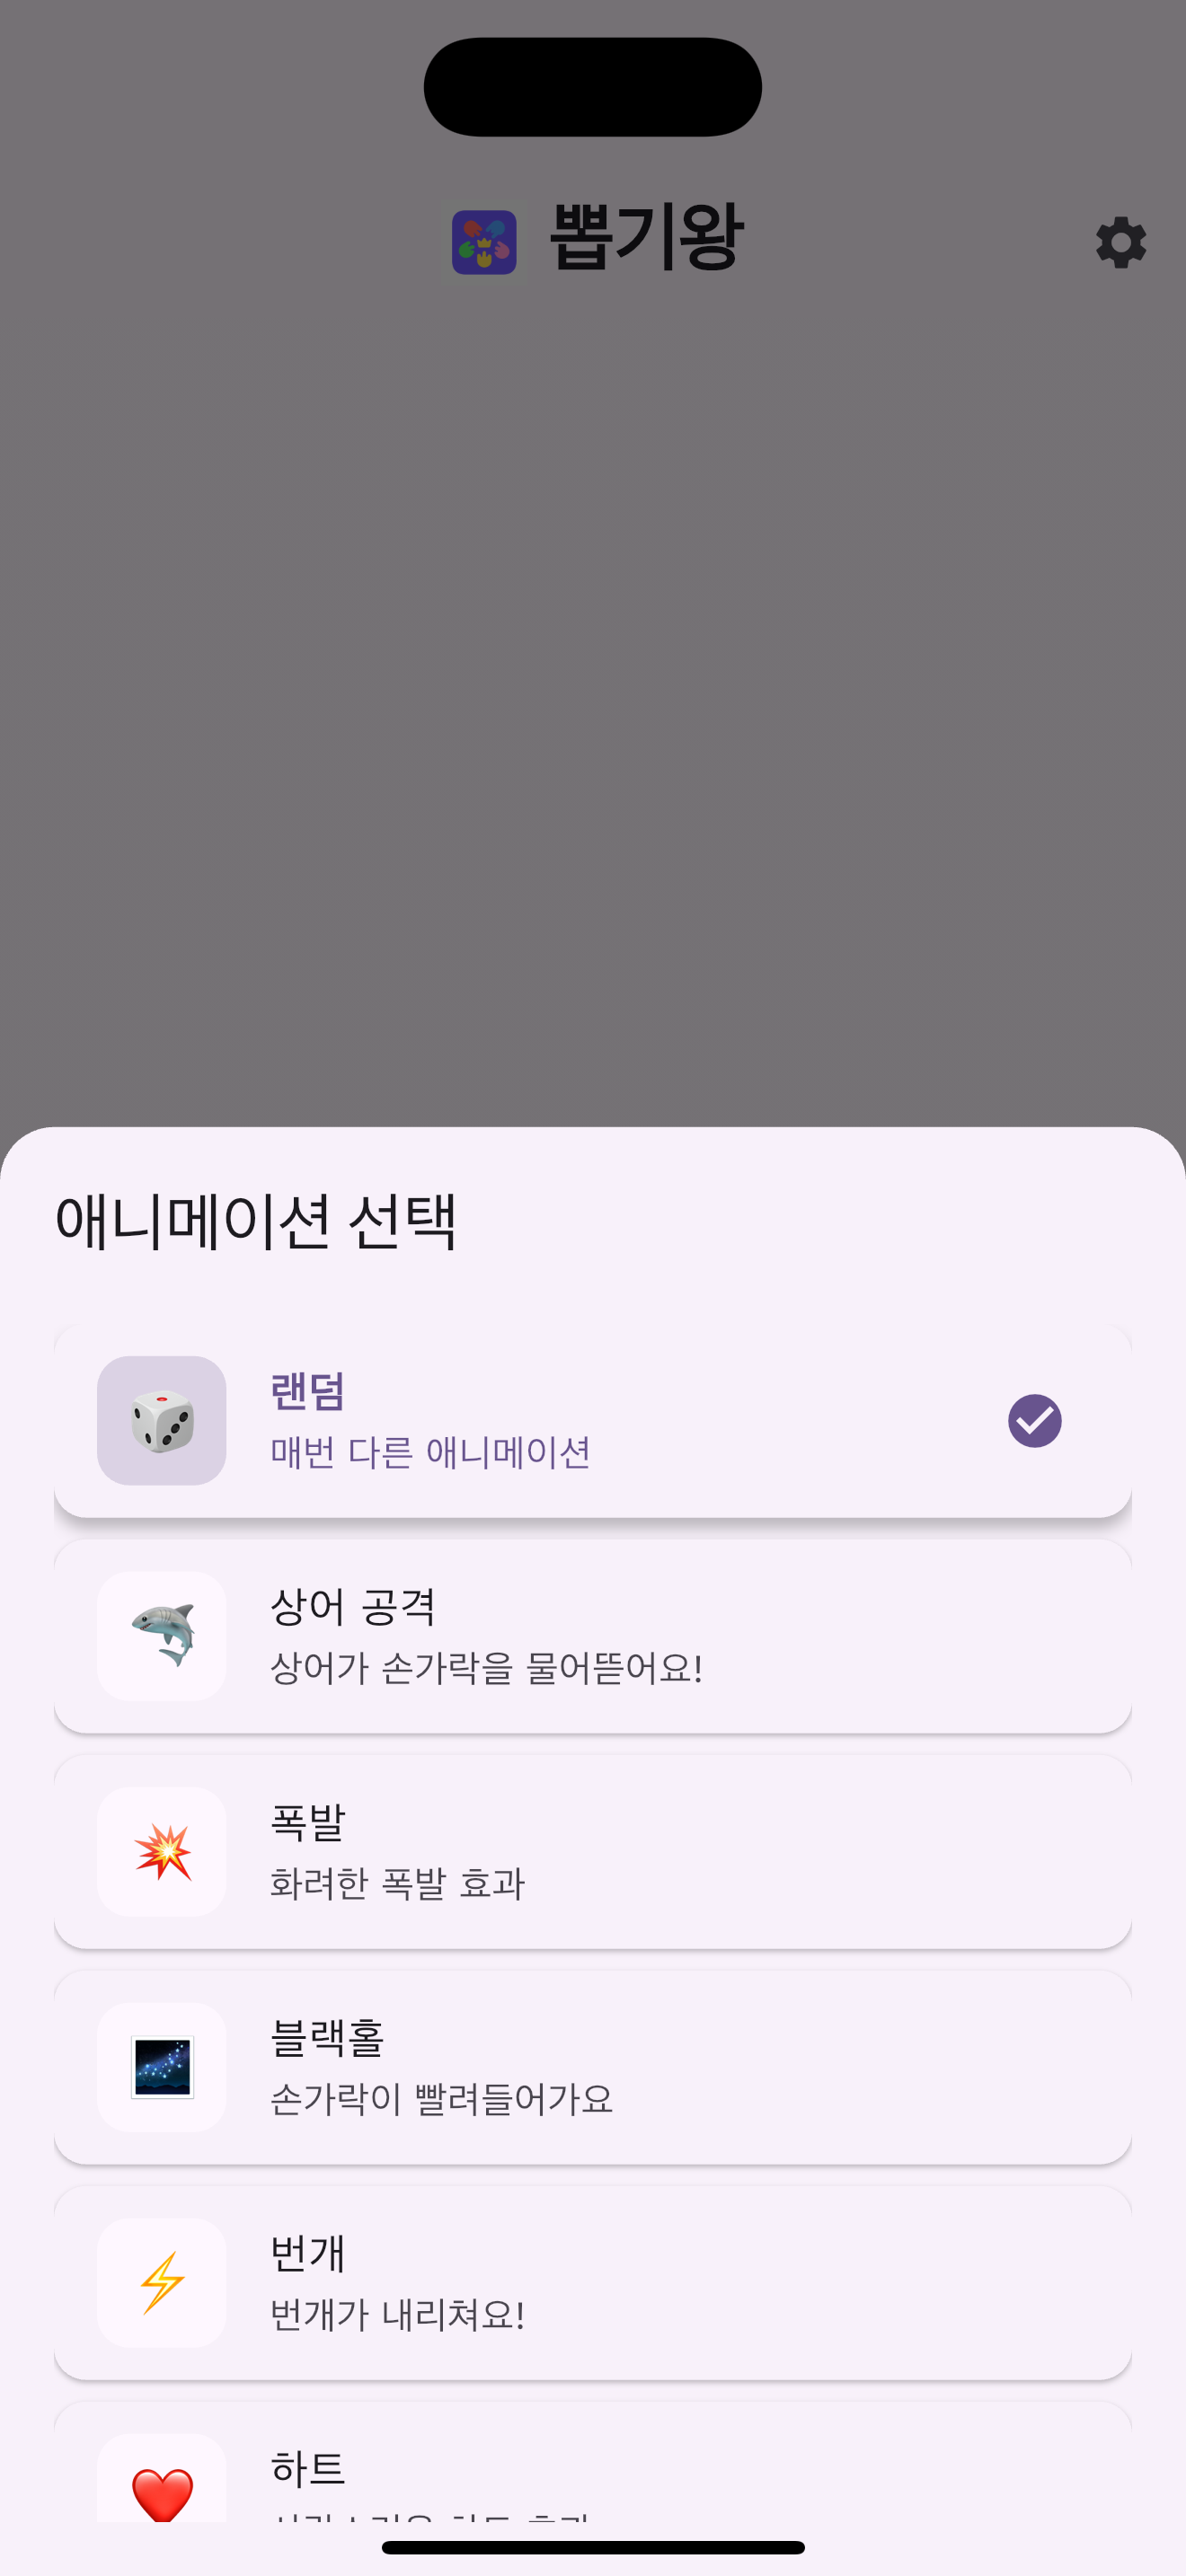 뽑기왕
애니메이션 선택
랜덤
매번 다른 애니메이션
상어 공격
상어가 손가락을 물어뜯어요!
폭발
화려한 폭발 효과
블랙홀
손가락이 빨려들어가요
번개
번개가 내리쳐요!
하트